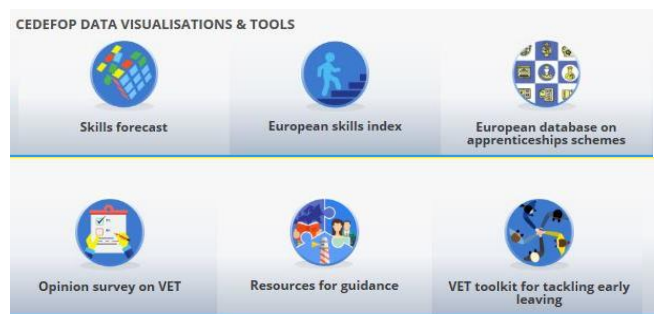 CEDEFOP DATA VISUALISATIONS & TOOLS
Skills forecast
European skills index
European database on
apprenticeships schemes
Opinion survey on VET
Resources for guidance
VET toolkit for tackling early
leaving